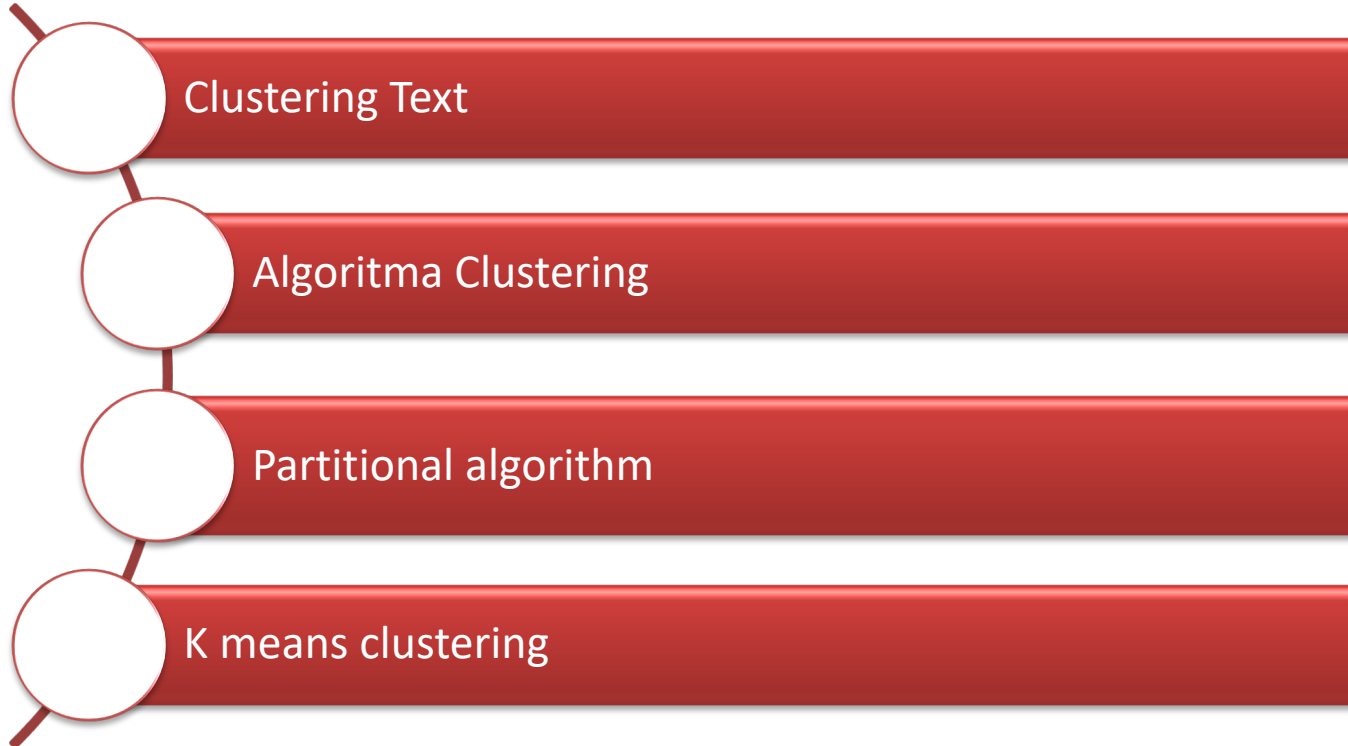 Clustering Text
Algoritma Clustering
Partitional algorithm
K means clustering